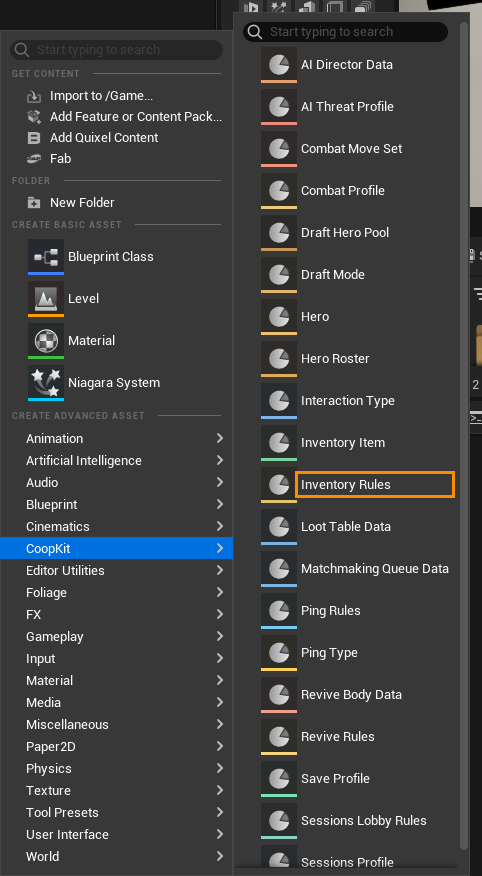 Start typing to search
GET CONTENT
Import to /Game...
Add Feature or Content Pack...
Add Quixel Content
Fab
FOLDER
New Folder
CREATE BASIC ASSET
Blueprint Class
Level
Material
Niagara System
CREATE ADVANCED ASSET
Animation
Artificial Intelligence
Audio
Blueprint
Cinematics
CoopKit
Editor Utilities
Foliage
FX
Gameplay
Input
Material
Media
Miscellaneous
Paper2D
Physics
Texture
Tool Presets
User Interface
World
Start typing to search
AI Director Data
AI Threat Profile
Combat Move Set
Combat Profile
Draft Hero Pool
Draft Mode
Hero
Hero Roster
Interaction Type
Inventory Item
Inventory Rules
Loot Table Data
Matchmaking Queue Data
Ping Rules
Ping Type
Revive Body Data
Revive Rules
Save Profile
Sessions Lobby Rules
Sessions Profile
2